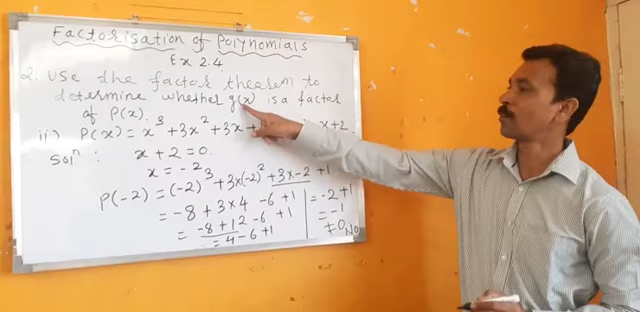 Factorisation of Polynomials
Ex 2.4
2. Use the factor theorem to
determine whether g(x) is a factor
of P(x).
ii) P(x) = x³ + 3x² + 3x + x+2
Solⁿ : x + 2 = 0.
x = -2
P(-2) = (-2)³ + 3×(-2)² + 3×-2 + 1
= -8 + 3×4 -6 +1
= -8+12 -6 +1
= 4 -6 +1
= -2+1
= -1
≠ 0 No